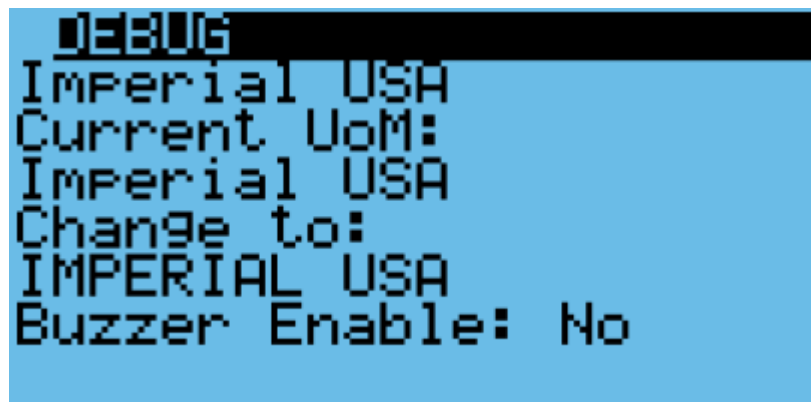 DEBUG
Imperial USA
Current UoM:
Imperial USA
Change to:
IMPERIAL USA
Buzzer Enable: No